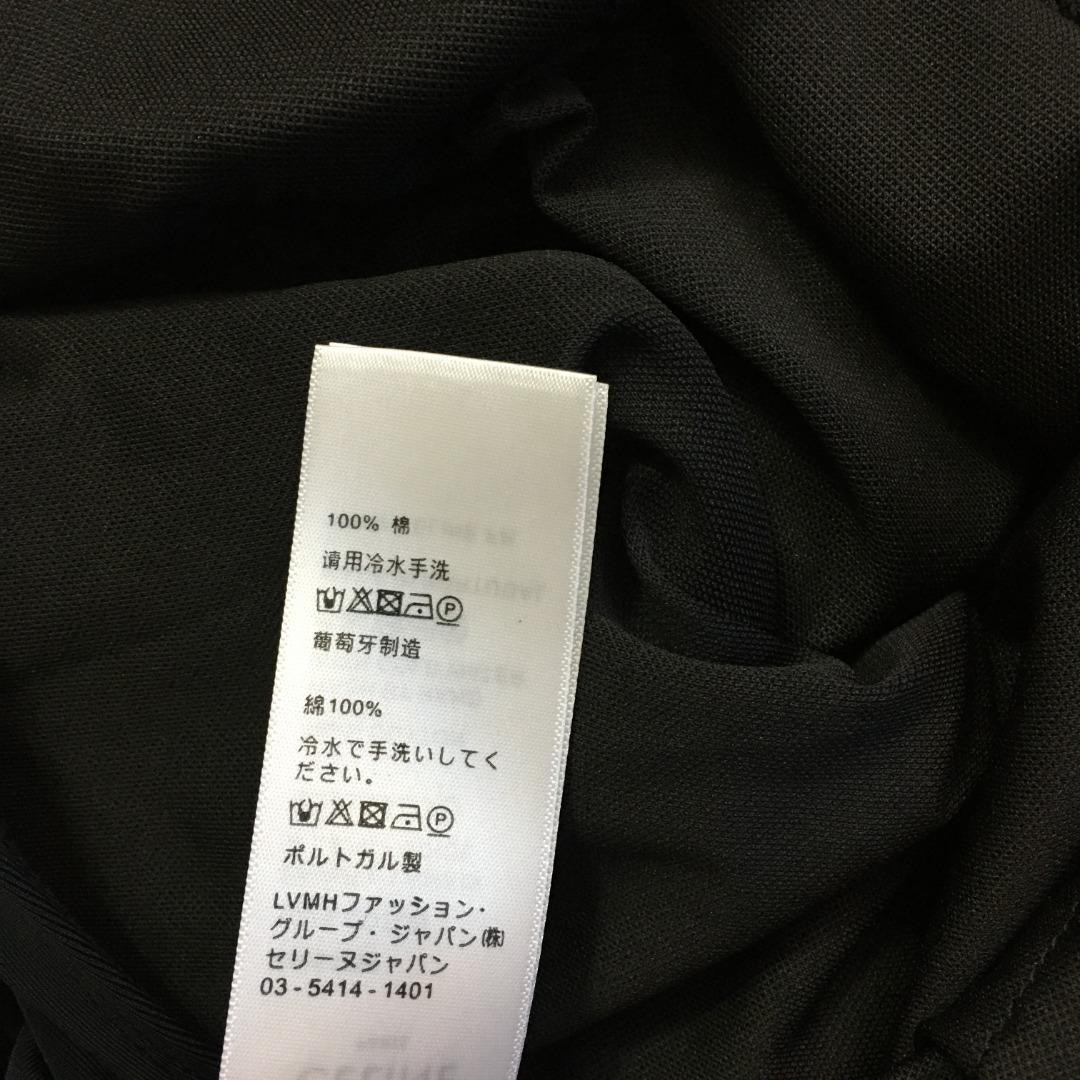 100% 棉
请用冷水手洗
P
葡萄牙制造
綿100%
冷水で手洗いしてく
ださい。
P
ポルトガル製
LVMHファッション・
グループ・ジャパン㈱
セリーヌジャパン
03-5414-1401